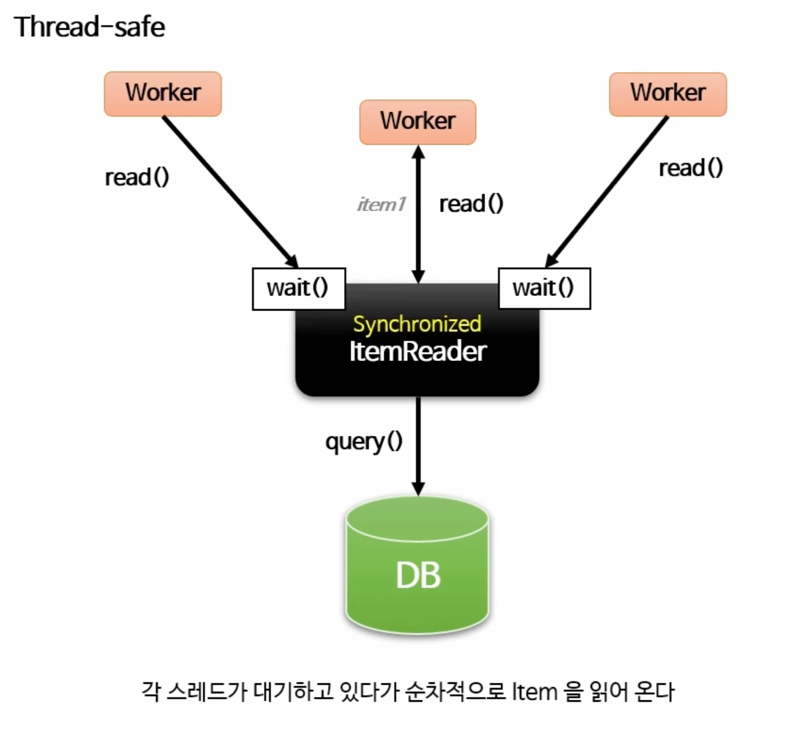 Thread-safe
Worker
Worker
Worker
read()
item1
read()
read()
wait()
wait()
Synchronized
ItemReader
query()
DB
각 스레드가 대기하고 있다가 순차적으로 Item 을 읽어 온다